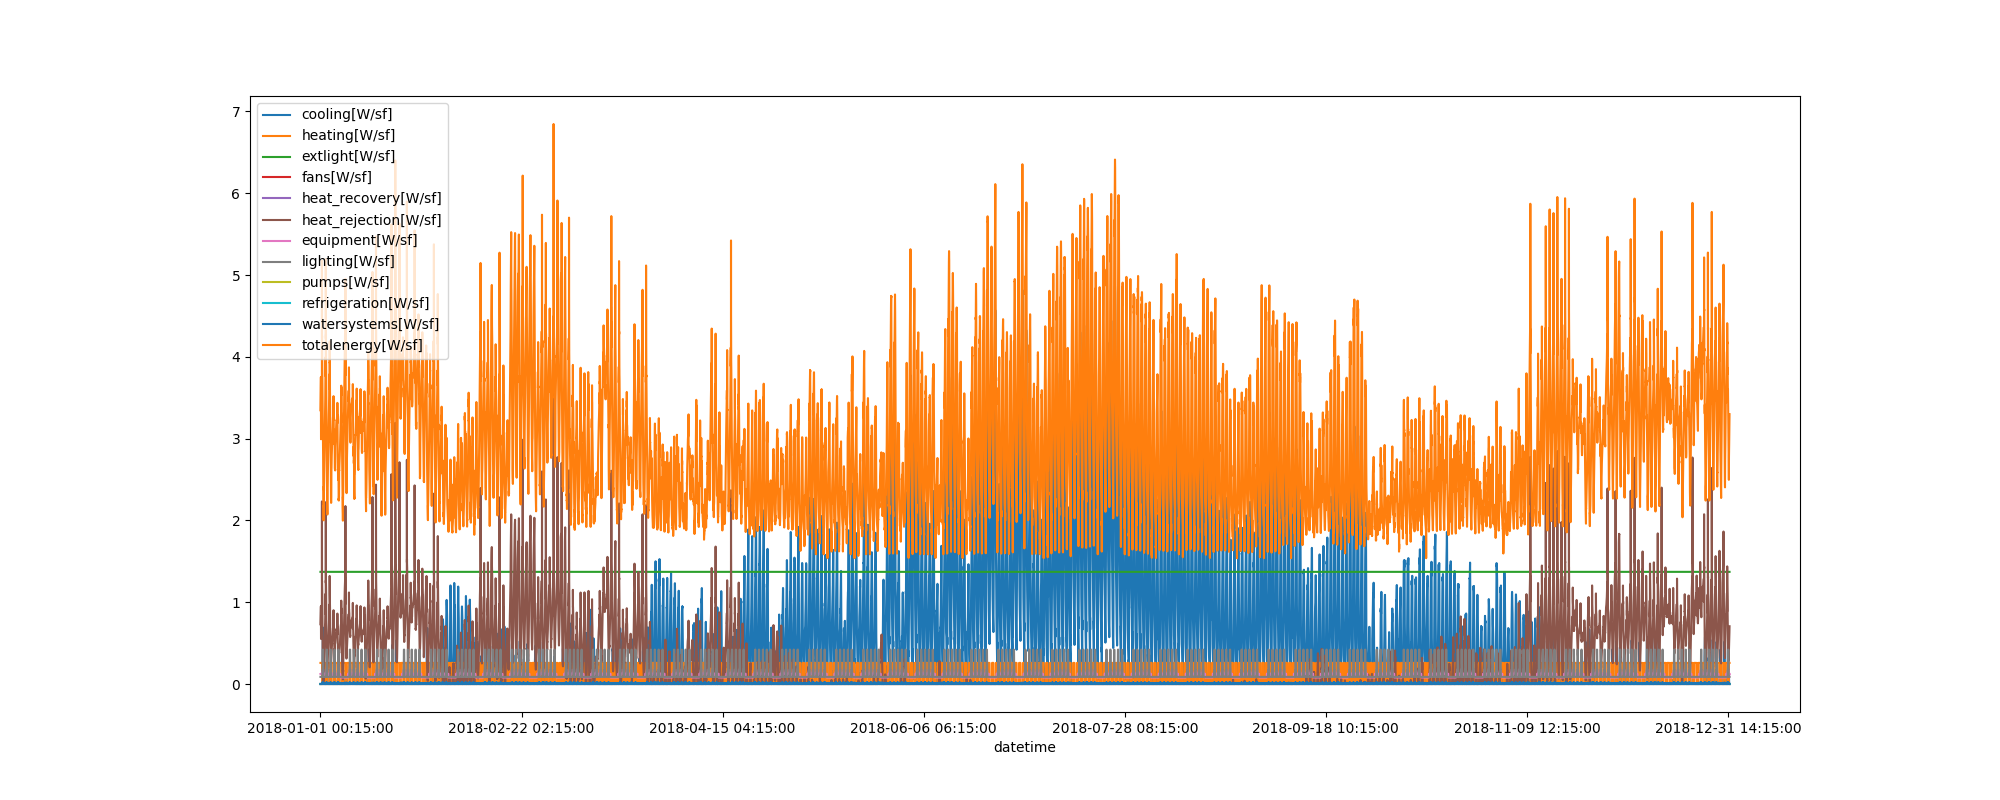 7
6
5
4
3
2
1
0
cooling[W/sf]
heating[W/sf]
extlight[W/sf]
fans[W/sf]
heat_recovery[W/sf]
heat_rejection[W/sf]
equipment[W/sf]
lighting[W/sf]
pumps[W/sf]
refrigeration[W/sf]
watersystems[W/sf]
totalenergy[W/sf]
2018-01-01 00:15:00 2018-02-22 02:15:00 2018-04-15 04:15:00 2018-06-06 06:15:00 2018-07-28 08:15:00 2018-09-18 10:15:00 2018-11-09 12:15:00 2018-12-31 14:15:00
datetime